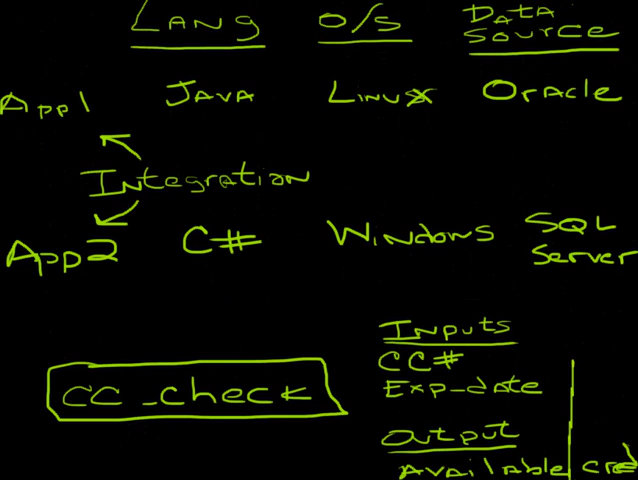 Lang O/S Data Source
App1 Java Linux Oracle
Integration
App2 C# Windows SQL Server
CC_check
Inputs
CC#
Exp-date
Output
Available cred